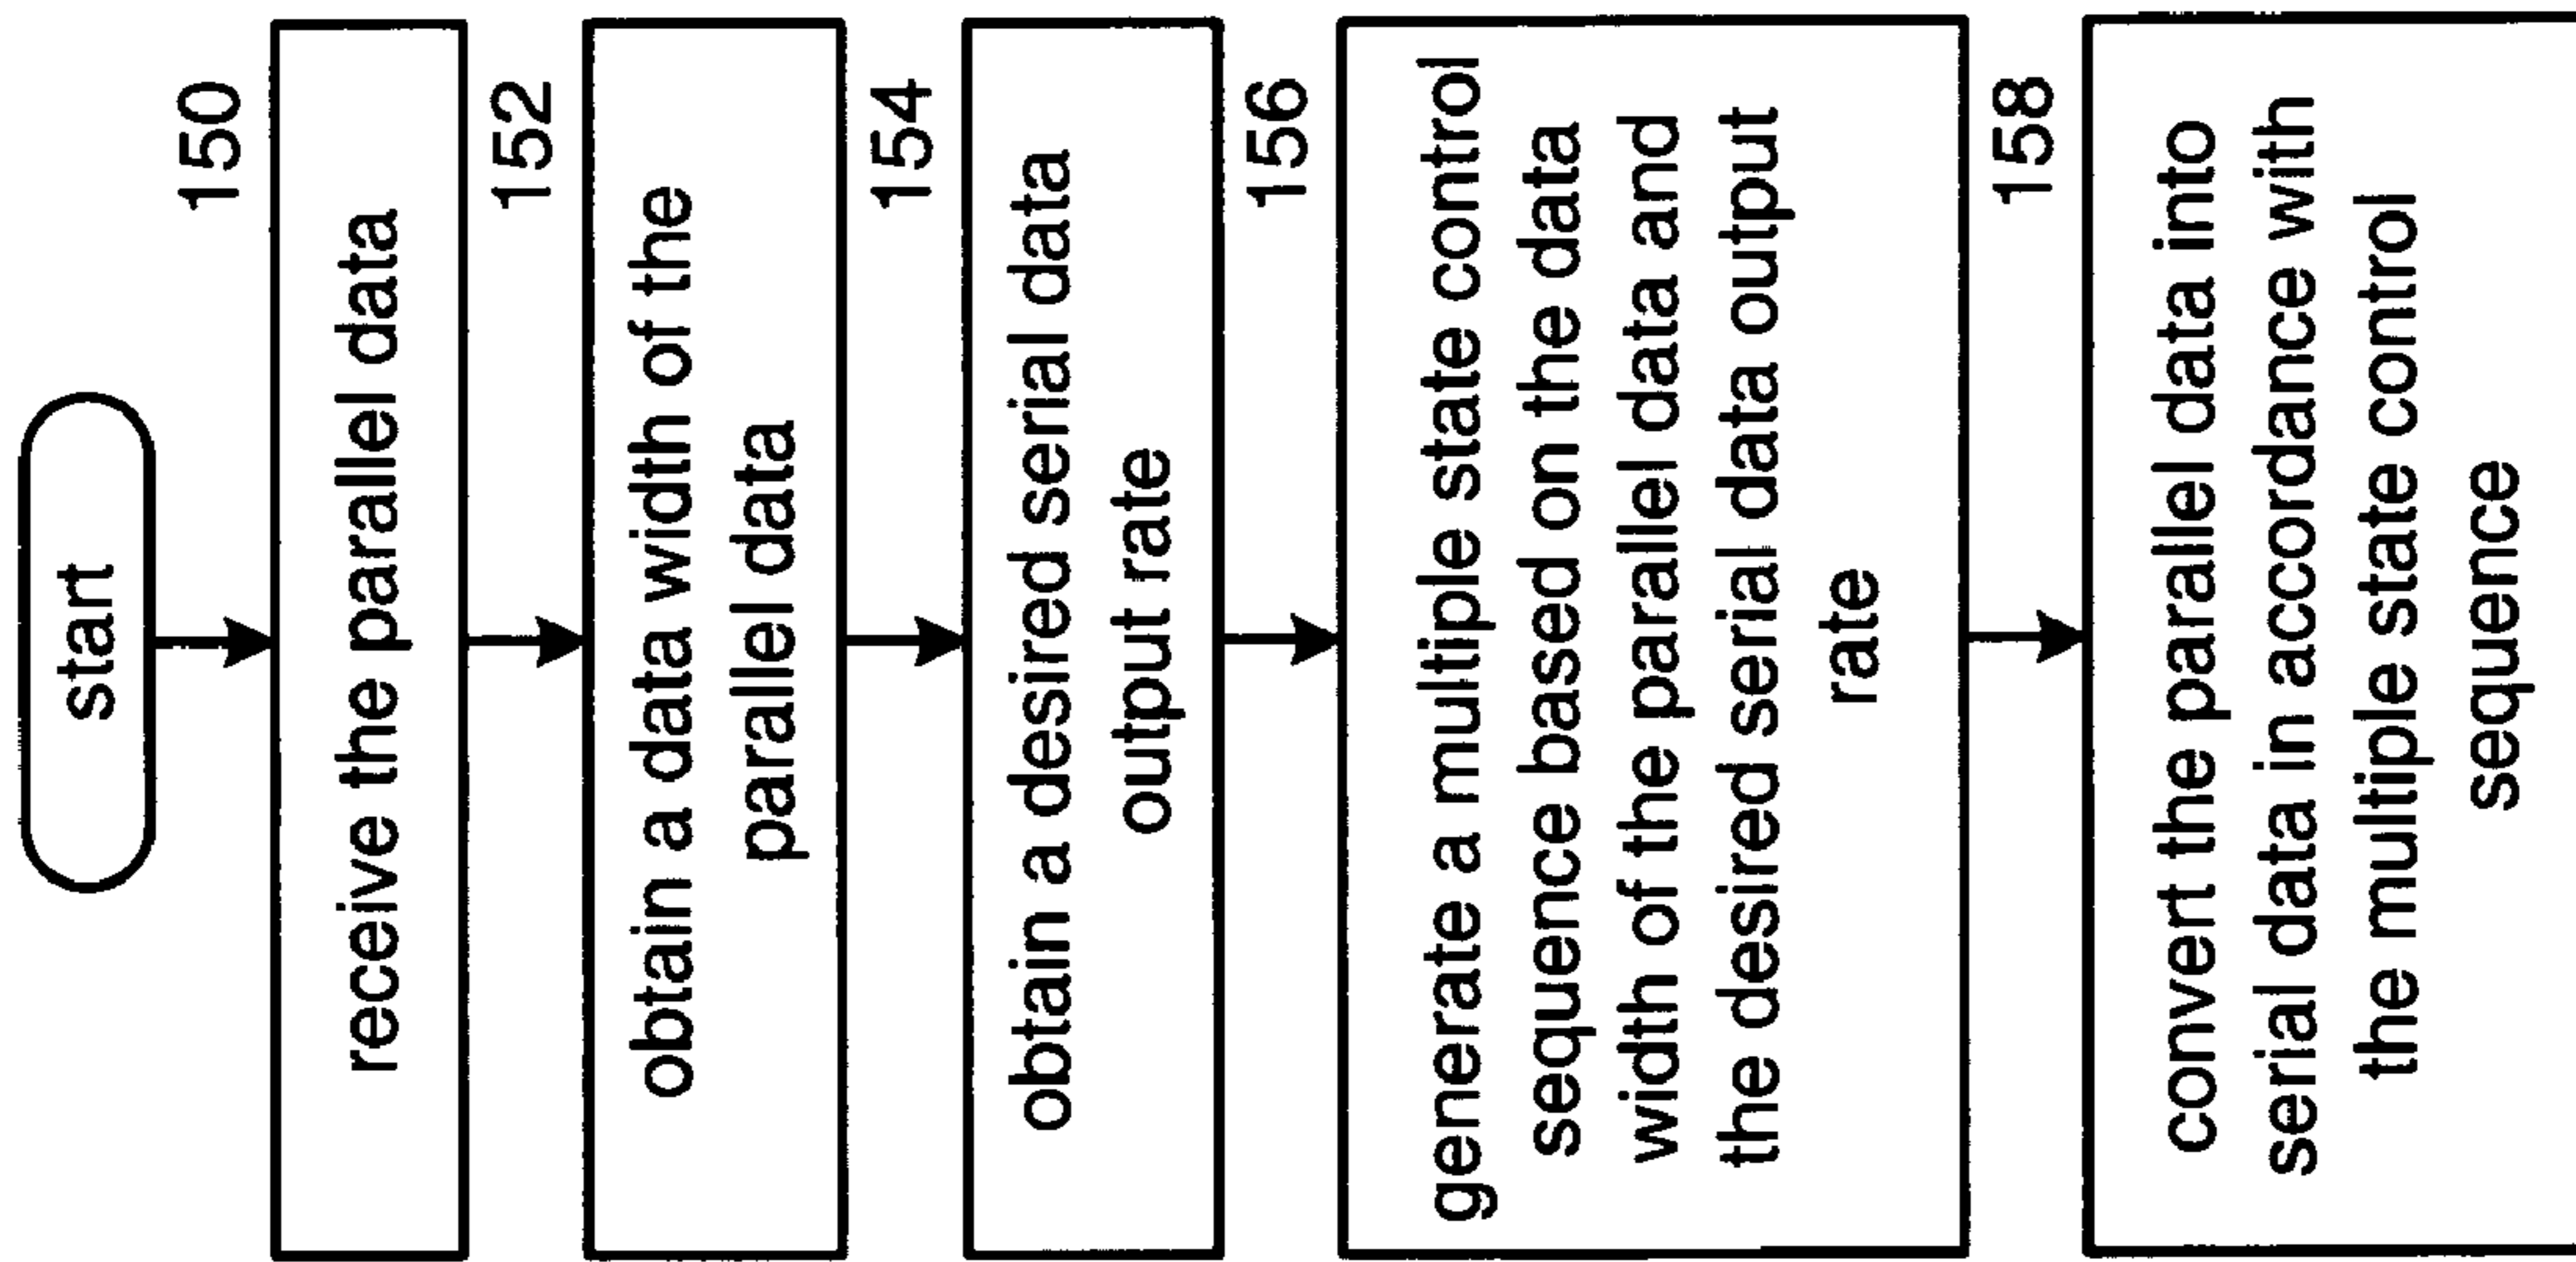 start
150
receive the parallel data
152
obtain a data width of the
parallel data
154
obtain a desired serial data
output rate
156
generate a multiple state control
sequence based on the data
width of the parallel data and
the desired serial data output
rate
158
convert the parallel data into
serial data in accordance with
the multiple state control
sequence